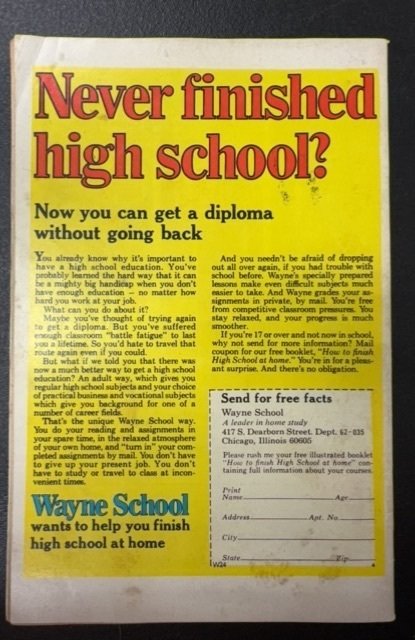 Never finished
high school?
Now you can get a diploma
without going back
You already know why it's important to
have a high school education. You've
probably learned the hard way that it can
be a mighty big handicap when you don't
have enough education – no matter how
hard you work at your job.
What can you do about it?
Maybe you've thought of trying again
to get a diploma. But you've suffered
enough classroom "battle fatigue" to last
you a lifetime. So you'd hate to travel that
route again even if you could.
But what if we told you that there was
now a much better way to get a high school
education? An adult way, which gives you
regular high school subjects and your choice
of practical business and vocational subjects
which give you background for one of a
number of career fields.
That's the unique Wayne School way.
You do your reading and assignments in
your spare time, in the relaxed atmosphere
of your own home, and "turn in" your com-
pleted assignments by mail. You don't have
to give up your present job. You don't
have to study or travel to class at incon-
venient times.
Wayne School
wants to help you finish
high school at home
And you needn't be afraid of dropping
out all over again, if you had trouble with
school before. Wayne's specially prepared
lessons make even difficult subjects much
easier to take. And Wayne grades your as-
signments in private, by mail. You're free
from competitive classroom pressures. You
stay relaxed, and your progress is much
smoother.
If you're 17 or over and not now in school,
why not send for more information? Mail
coupon for our free booklet, "How to finish
High School at home." You're in for a pleas-
ant surprise. And there's no obligation.
Send for free facts
Wayne School
A leader in home study
417 S. Dearborn Street. Dept. 62-035
Chicago, Illinois 60605
Please rush me your free illustrated booklet
"How to finish High School at home" con-
taining full information about your courses.
Print
Name Age
Address Apt. No.
City
State Zip
W24 4